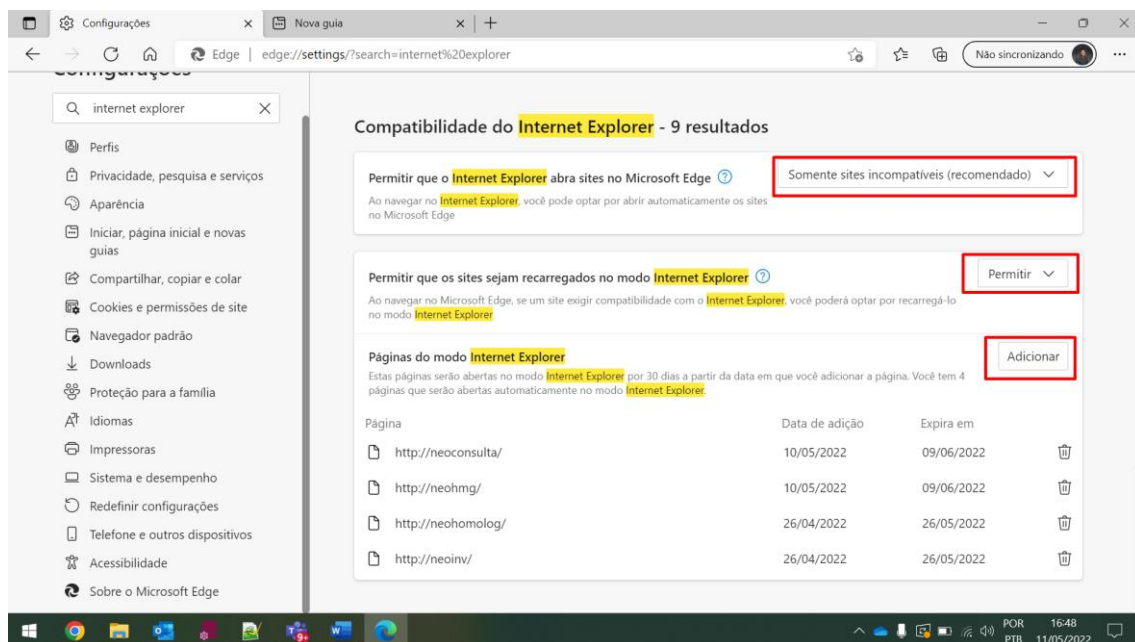 Configurações
Nova guia
Edge | edge://settings/?search=internet%20explorer
Não sincronizando
Configurações
internet explorer
Perfis
Privacidade, pesquisa e serviços
Aparência
Iniciar, página inicial e novas
guias
Compartilhar, copiar e colar
Cookies e permissões de site
Navegador padrão
Downloads
Proteção para a família
Idiomas
Impressoras
Sistema e desempenho
Redefinir configurações
Telefone e outros dispositivos
Acessibilidade
Sobre o Microsoft Edge
Compatibilidade do Internet Explorer - 9 resultados
Permitir que o Internet Explorer abra sites no Microsoft Edge
Somente sites incompatíveis (recomendado)
Ao navegar no Internet Explorer, você pode optar por abrir automaticamente os sites
no Microsoft Edge
Permitir que os sites sejam recarregados no modo Internet Explorer
Permitir
Ao navegar no Microsoft Edge, se um site exigir compatibilidade com o Internet Explorer, você poderá optar por recarregá-lo
no modo Internet Explorer
Páginas do modo Internet Explorer
Adicionar
Estas páginas serão abertas no modo Internet Explorer por 30 dias a partir da data em que você adicionar a página. Você tem 4
páginas que serão abertas automaticamente no modo Internet Explorer.
Página Data de adição Expira em
http://neoconsulta/ 10/05/2022 09/06/2022
http://neohmg/ 10/05/2022 09/06/2022
http://neohomolog/ 26/04/2022 26/05/2022
http://neoinv/ 26/04/2022 26/05/2022
POR 16:48
PTB 11/05/2022